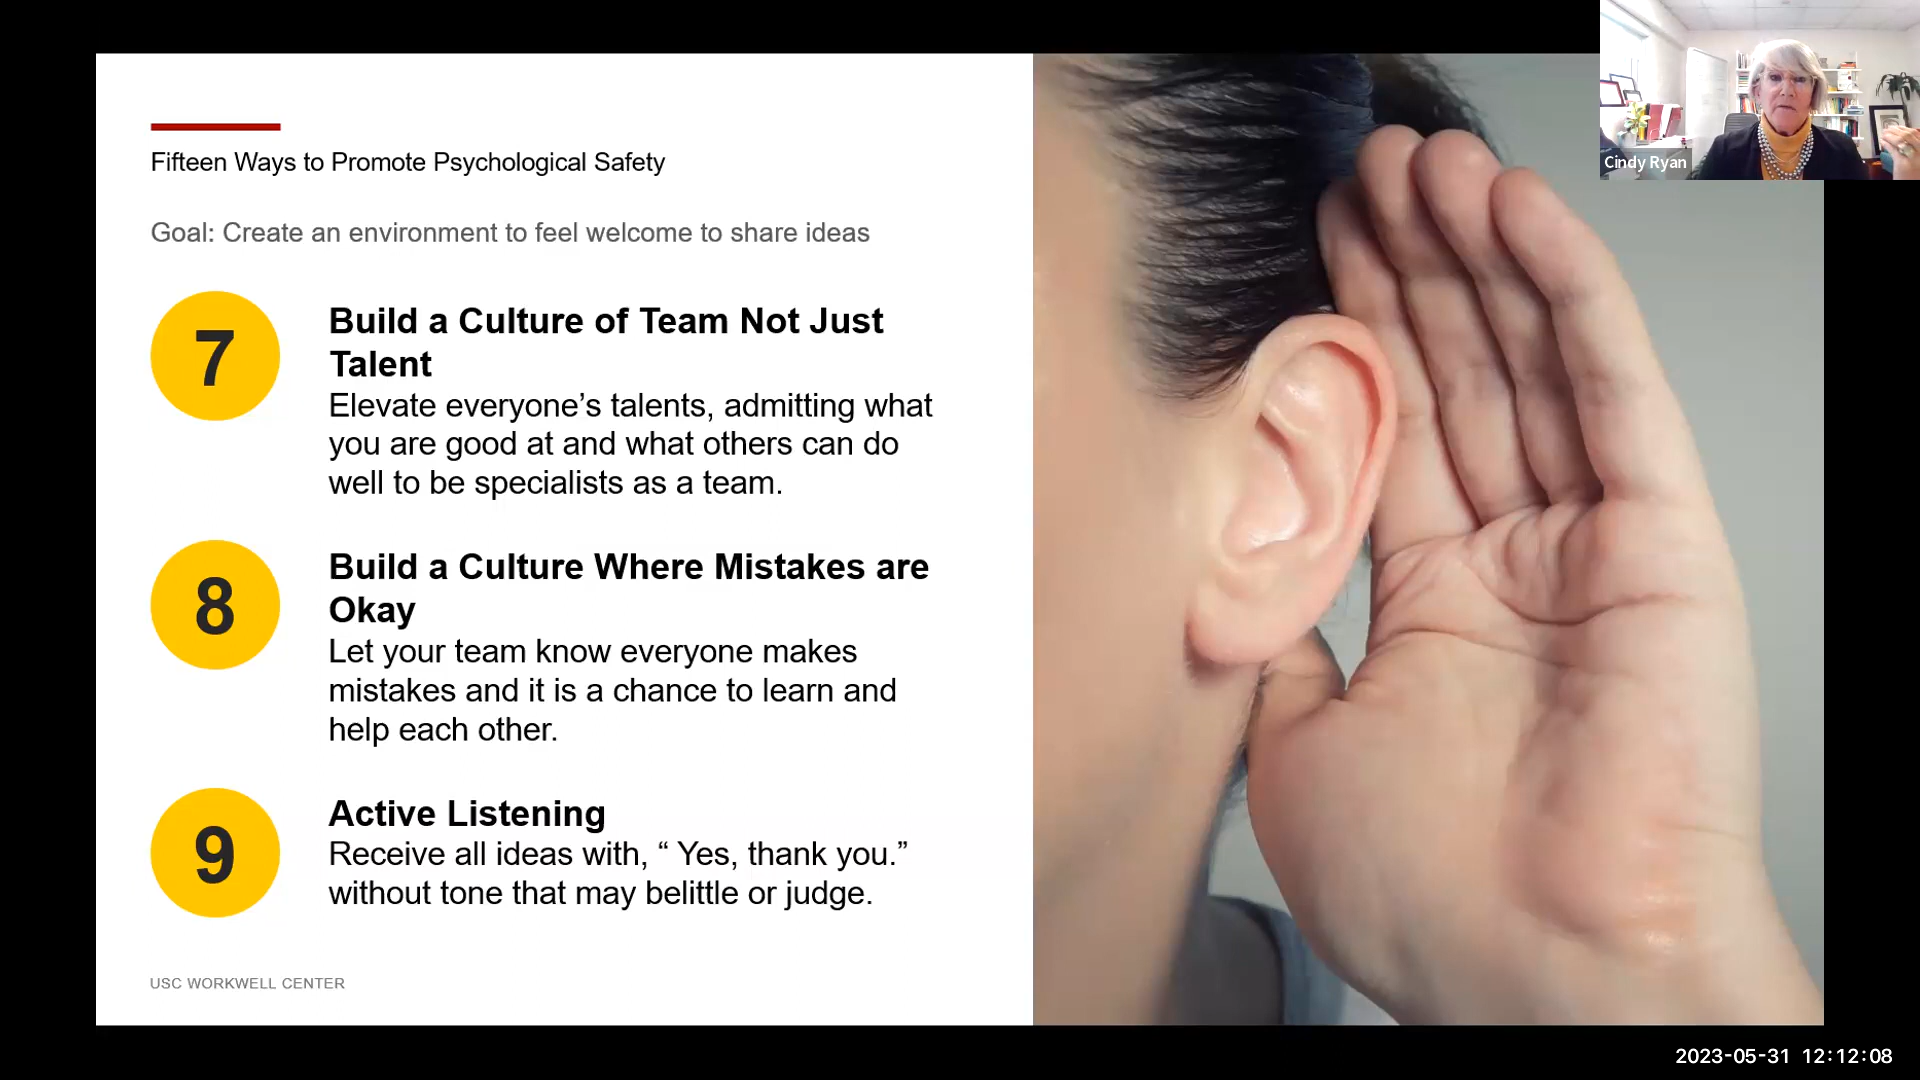 Fifteen Ways to Promote Psychological Safety
Goal: Create an environment to feel welcome to share ideas
7
Build a Culture of Team Not Just
Talent
Elevate everyone’s talents, admitting what
you are good at and what others can do
well to be specialists as a team.
8
Build a Culture Where Mistakes are
Okay
Let your team know everyone makes
mistakes and it is a chance to learn and
help each other.
9
Active Listening
Receive all ideas with, “ Yes, thank you.”
without tone that may belittle or judge.
USC WORKWELL CENTER
Cindy Ryan
2023-05-31 12:12:08